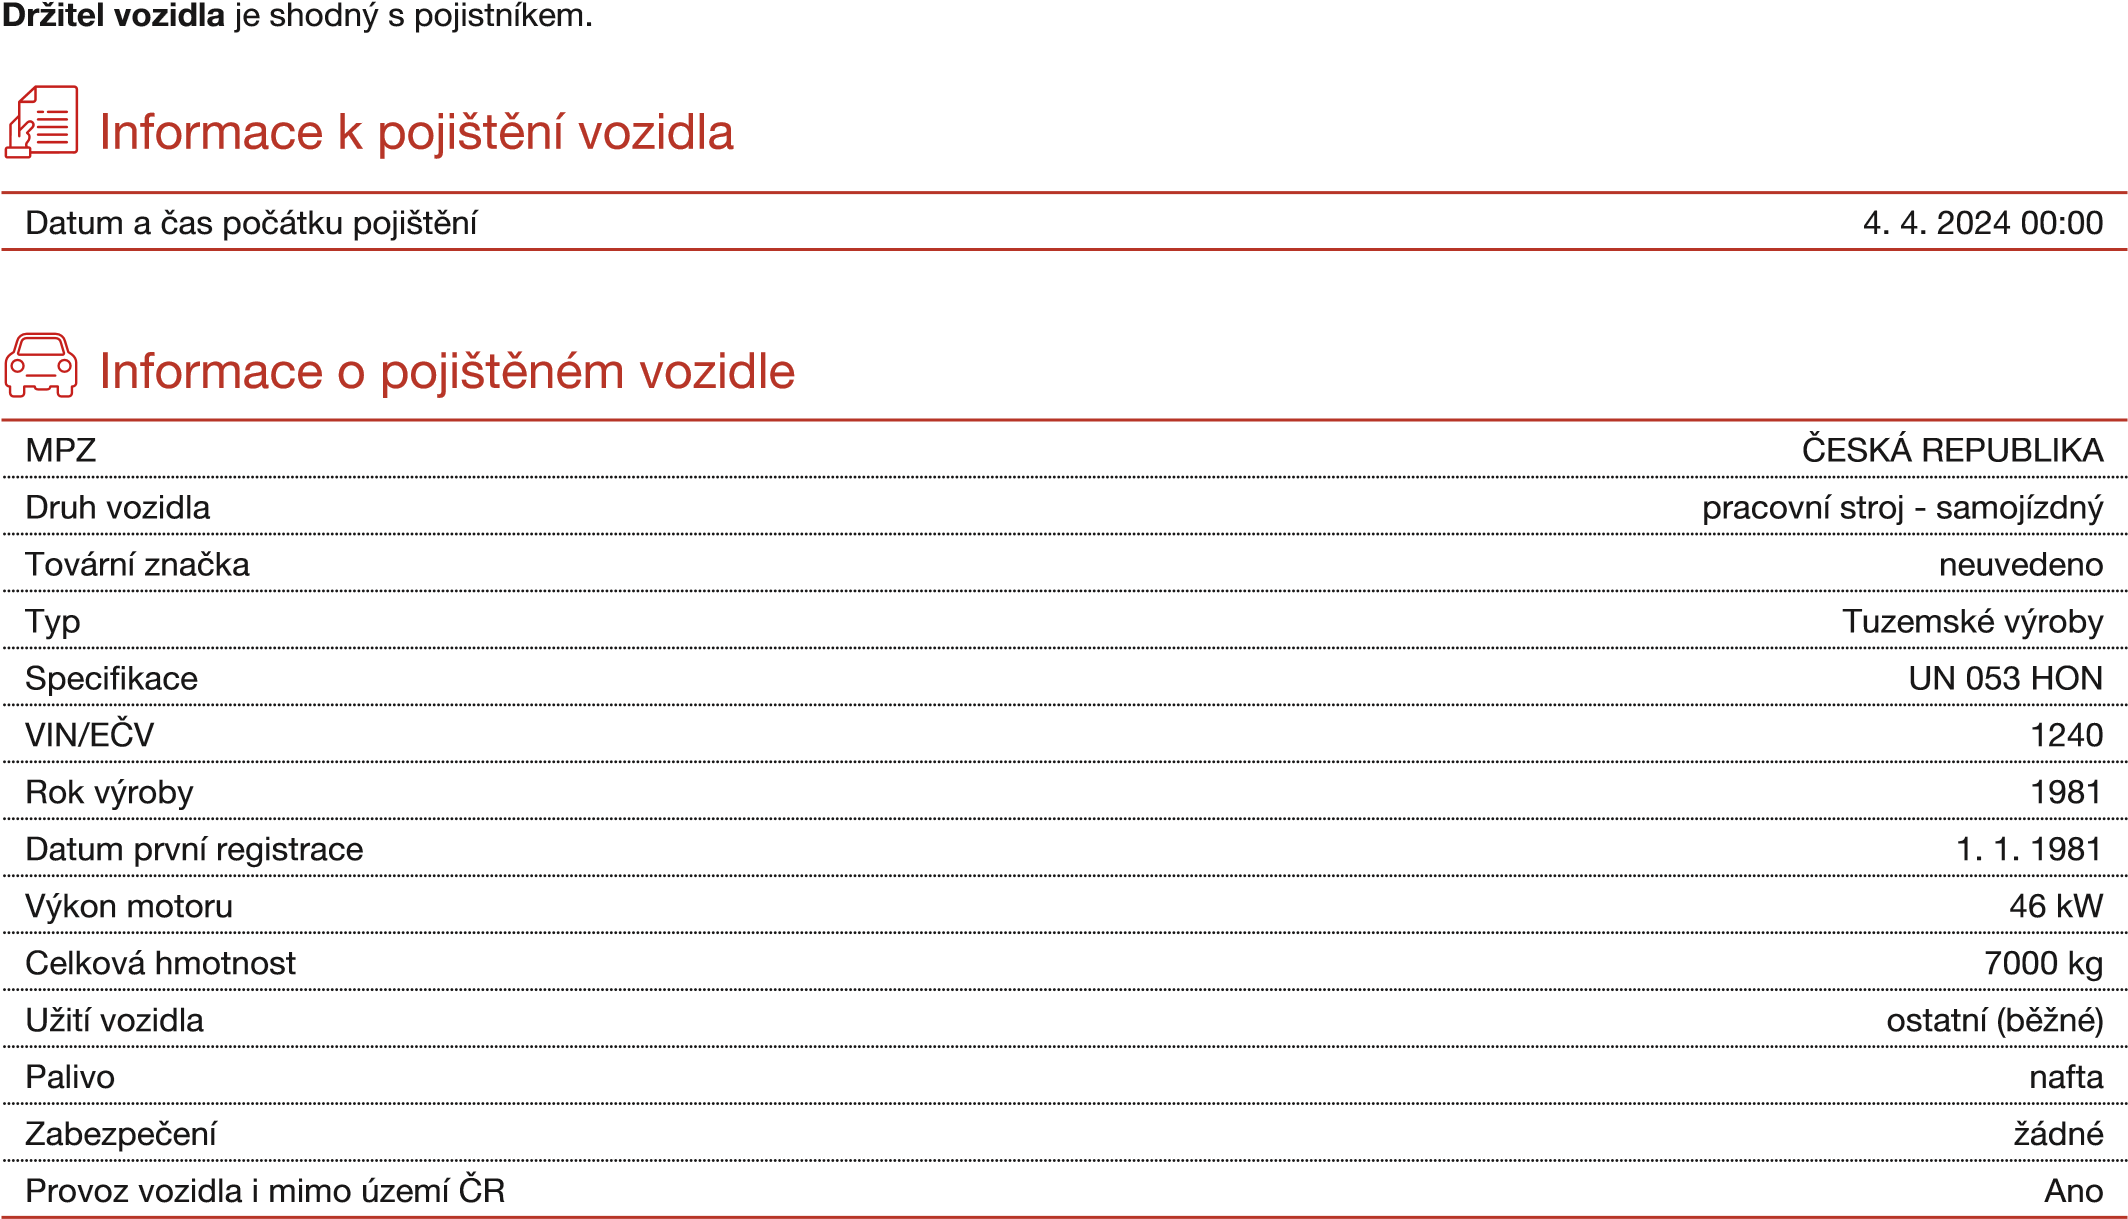 Držitel vozidla je shodný s pojistníkem.
Informace k pojištění vozidla
Datum a čas počátku pojištění 4. 4. 2024 00:00
Informace o pojištěném vozidle
MPZ ČESKÁ REPUBLIKA
Druh vozidla pracovní stroj - samojízdný
Tovární značka neuvedeno
Typ Tuzemské výroby
Specifikace UN 053 HON
VIN/EČV 1240
Rok výroby 1981
Datum první registrace 1. 1. 1981
Výkon motoru 46 kW
Celková hmotnost 7000 kg
Užití vozidla ostatní (běžné)
Palivo nafta
Zabezpečení žádné
Provoz vozidla i mimo území ČR Ano